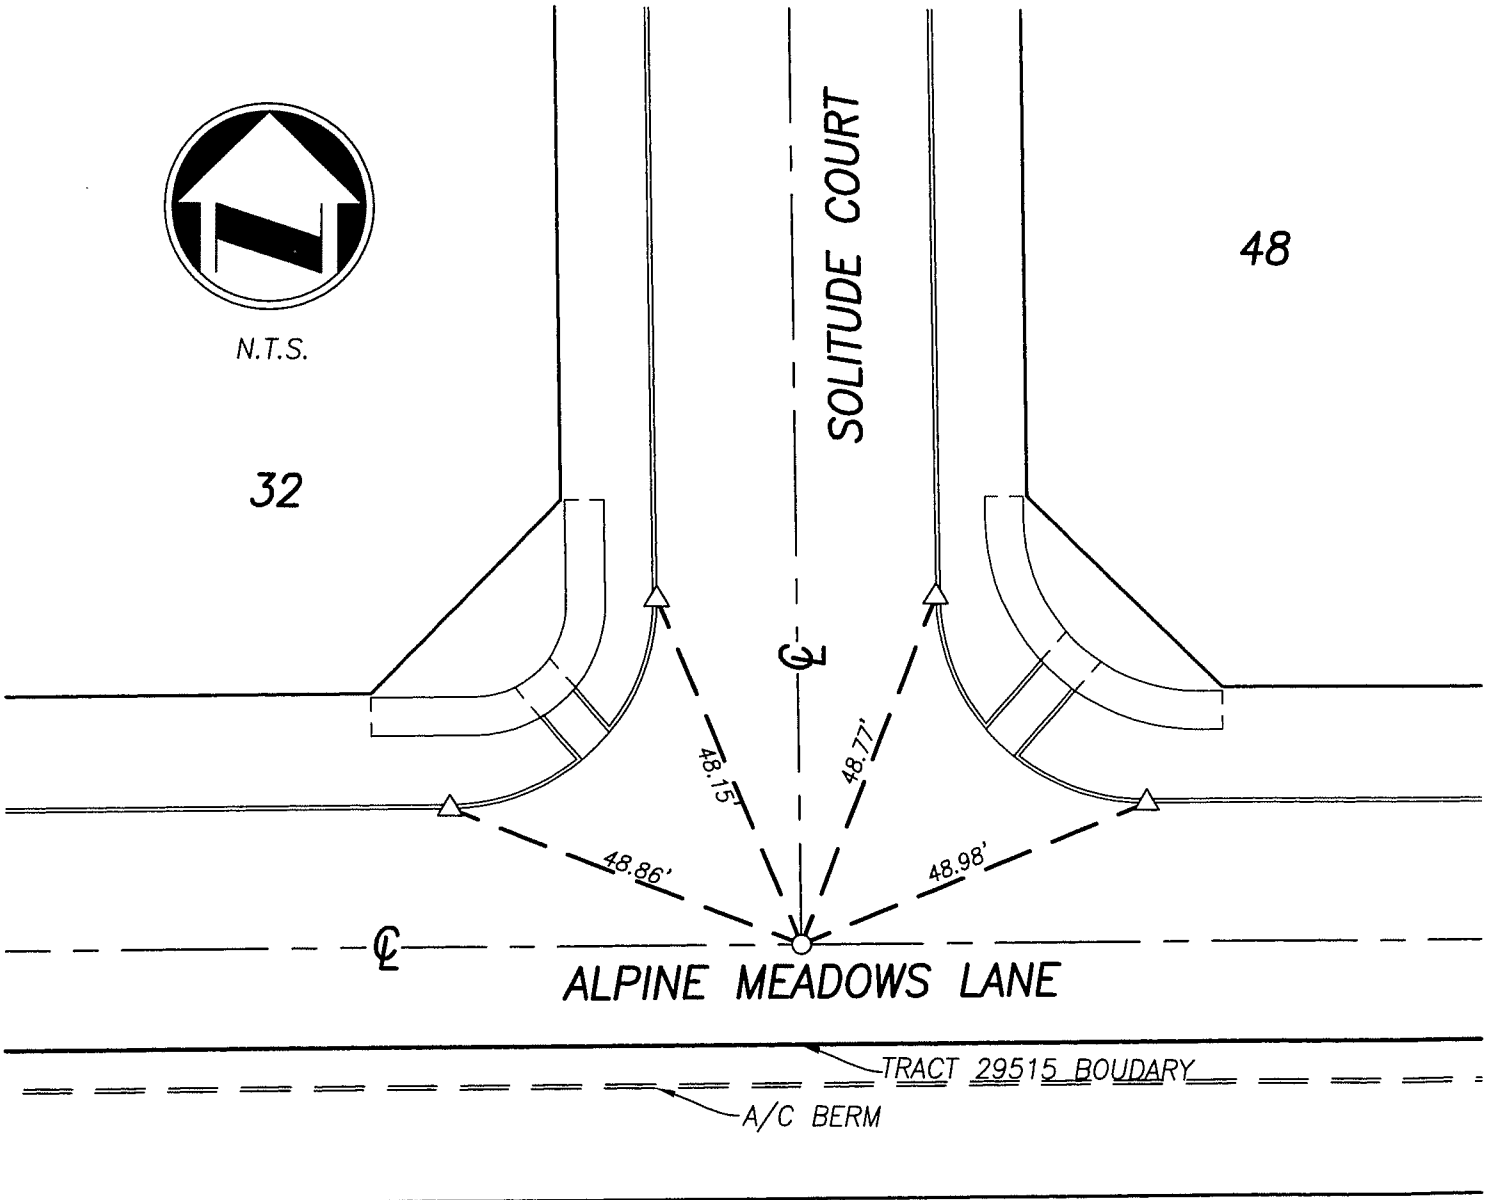 SOLITUDE COURT
48
N.T.S.
32
℄
48.15'
48.77'
48.86'
48.98'
℄
ALPINE MEADOWS LANE
TRACT 29515 BOUDARY
A/C BERM